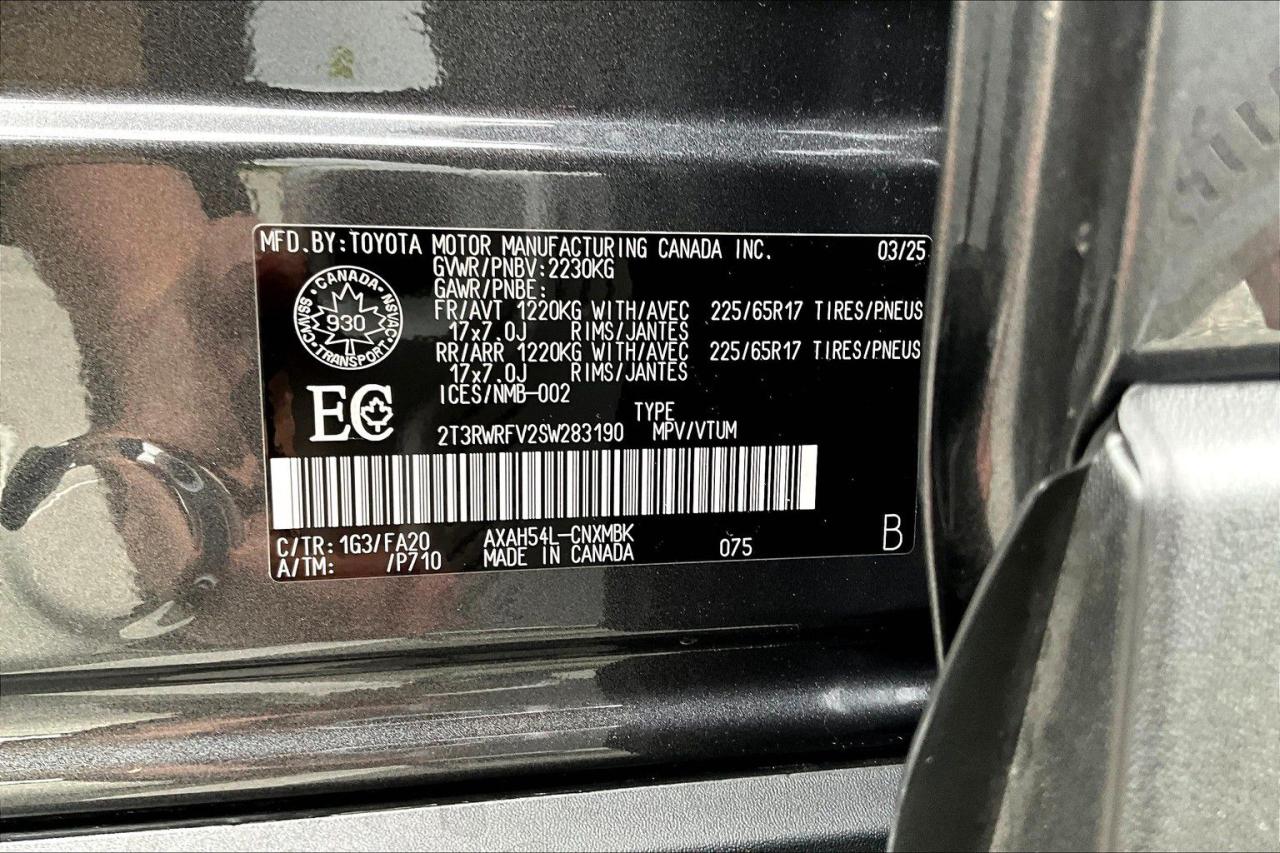 MFD.BY:TOYOTA MOTOR MANUFACTURING CANADA INC. 03/25
GVWR/PNBV:2230KG
GAWR/PNBE:
FR/AVT 1220KG WITH/AVEC 225/65R17 TIRES/PNEUS
17x7.0J RIMS/JANTES
RR/ARR 1220KG WITH/AVEC 225/65R17 TIRES/PNEUS
17x7.0J RIMS/JANTES
ICES/NMB-002
CANADA
CMVSS 930 NSVAC
TRANSPORT
EC
TYPE
2T3RWRFV2SW283190 MPV/VTUM
C/TR: 1G3/FA20 AXAH54L-CNXMBK 075 B
A/TM: /P710 MADE IN CANADA